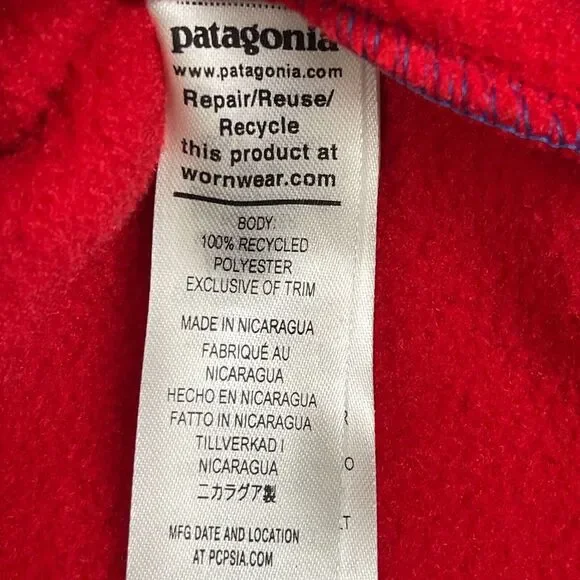 patagonia
www.patagonia.com
Repair/Reuse/
Recycle
this product at
wornwear.com
BODY:
100% RECYCLED
POLYESTER
EXCLUSIVE OF TRIM
MADE IN NICARAGUA
FABRIQUÉ AU
NICARAGUA
HECHO EN NICARAGUA
FATTO IN NICARAGUA
TILLVERKAD I
NICARAGUA
ニカラグア製
MFG DATE AND LOCATION
AT PCPSIA.COM